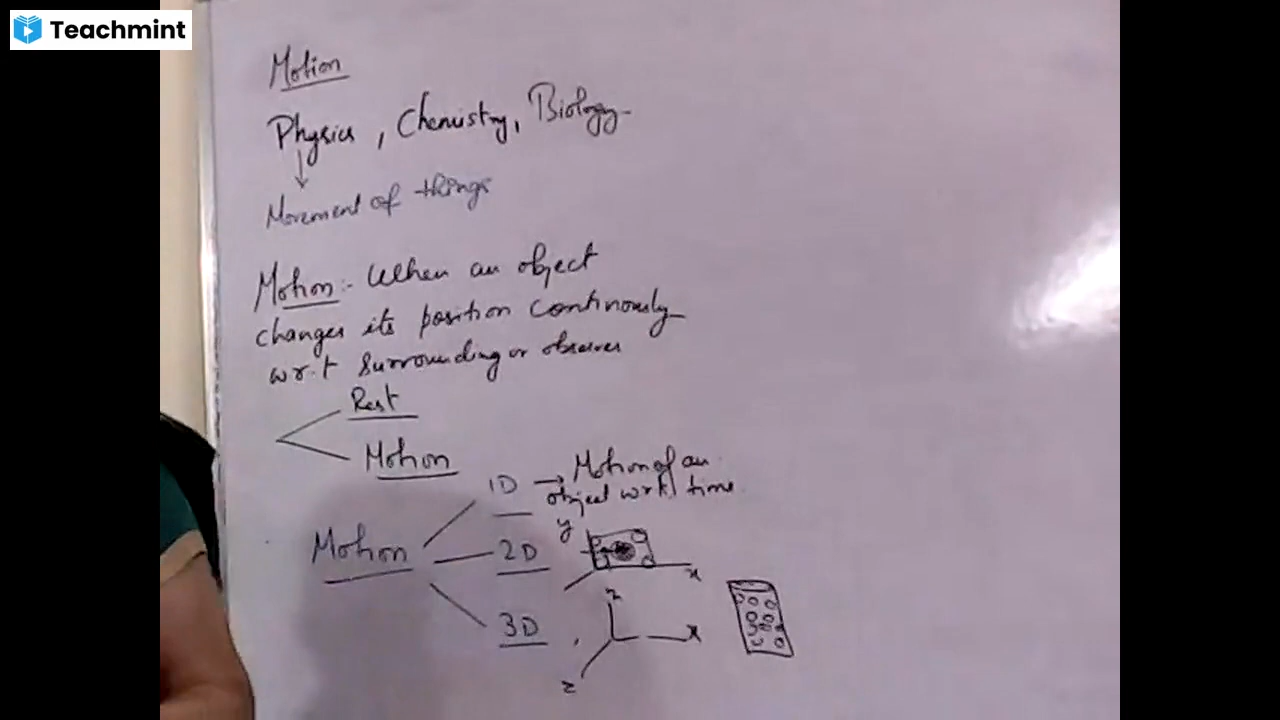 Teachmint
Motion
Physics, Chemistry, Biology
Movement of things
Motion:- When an object
changes its position continously
w.r.t surrounding or observer
Rest
Motion
1D → Motion of an
object w.r.t time
Motion
2D
y
x
3D
z
x
z